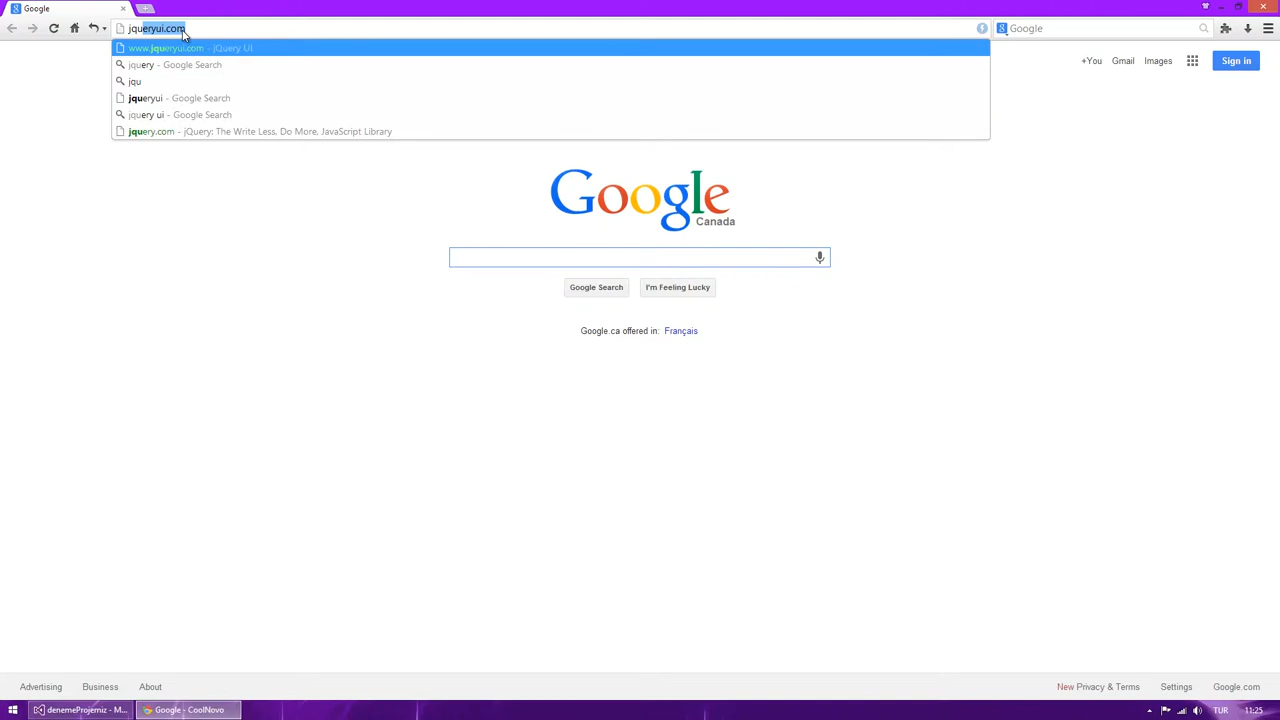 Google
jqueryui.com
Google
www.jqueryui.com - jQuery UI
jquery - Google Search
jqu
jqueryui - Google Search
jquery ui - Google Search
jquery.com - jQuery: The Write Less, Do More, JavaScript Library
+You Gmail Images Sign in
Google
Canada
Google Search I'm Feeling Lucky
Google.ca offered in: Français
Advertising Business About New Privacy & Terms Settings Google.com
denemeProjemiz - M... Google - CoolNovo TUR 11:25